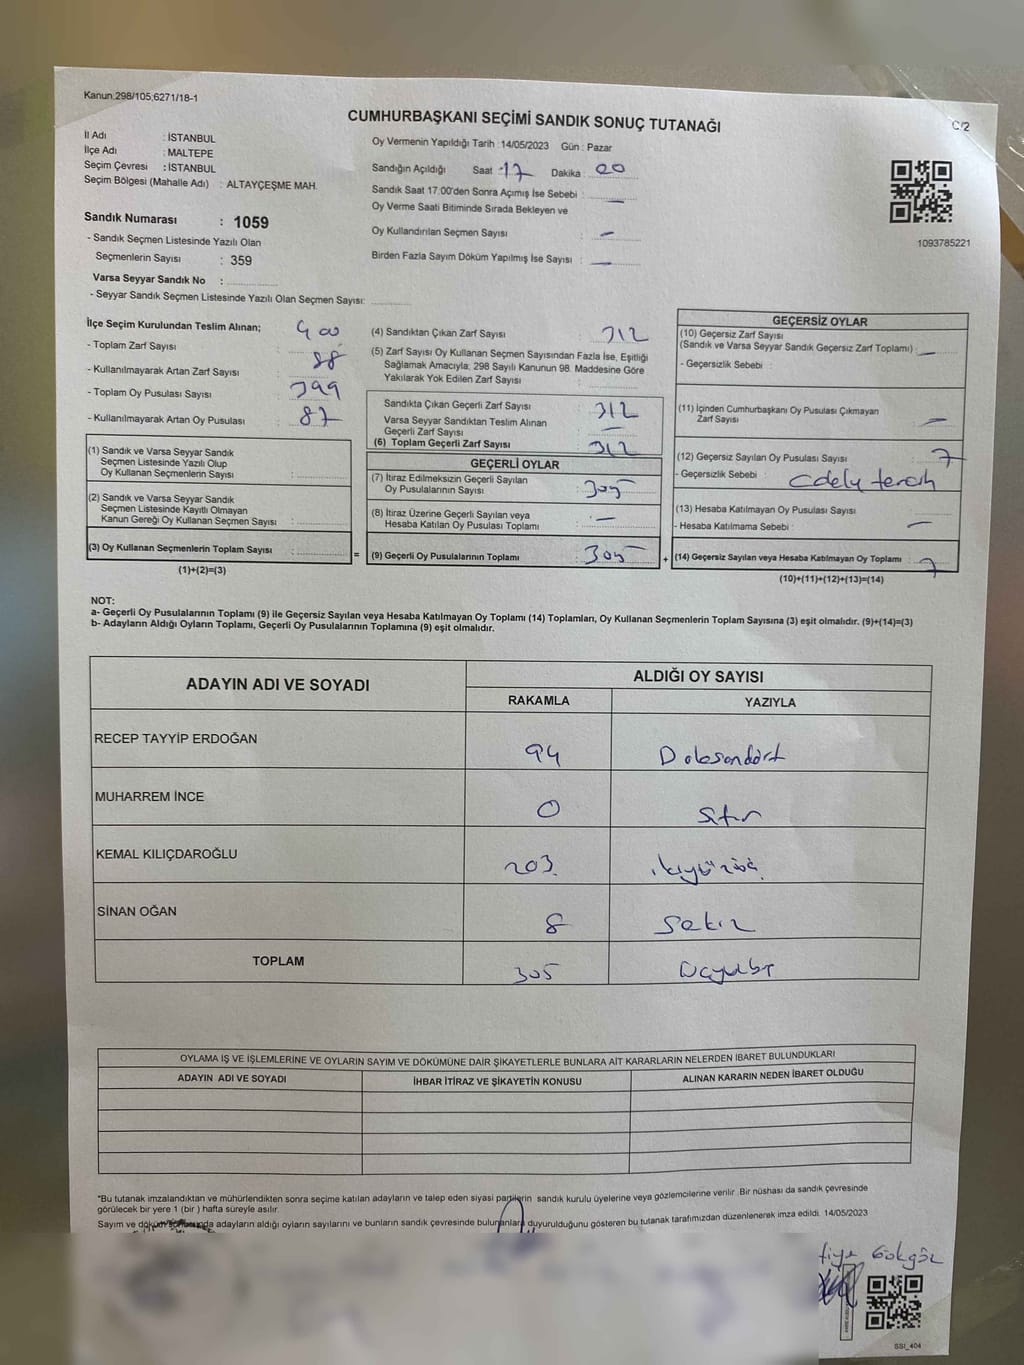 Kanun:298/105,6271/18-1
CUMHURBAŞKANI SEÇİMİ SANDIK SONUÇ TUTANAĞI
C/2
İl Adı : İSTANBUL
İlçe Adı : MALTEPE
Seçim Çevresi : İSTANBUL
Seçim Bölgesi (Mahalle Adı) : ALTAYÇEŞME MAH.
Sandık Numarası : 1059
- Sandık Seçmen Listesinde Yazılı Olan
Seçmenlerin Sayısı : 359
Varsa Seyyar Sandık No :
- Seyyar Sandık Seçmen Listesinde Yazılı Olan Seçmen Sayısı:
Oy Vermenin Yapıldığı Tarih : 14/05/2023 Gün : Pazar
Sandığın Açıldığı Saat : 17 Dakika : 00
Sandık Saat 17.00'den Sonra Açımış İse Sebebi : —
Oy Verme Saati Bitiminde Sırada Bekleyen ve
Oy Kullandırılan Seçmen Sayısı : —
Birden Fazla Sayım Döküm Yapılmış İse Sayısı : —
1093785221
İlçe Seçim Kurulundan Teslim Alınan;
- Toplam Zarf Sayısı : 400
- Kullanılmayarak Artan Zarf Sayısı : 88
- Toplam Oy Pusulası Sayısı : 399
- Kullanılmayarak Artan Oy Pusulası : 87
(1) Sandık ve Varsa Seyyar Sandık
Seçmen Listesinde Yazılı Olup
Oy Kullanan Seçmenlerin Sayısı :
(2) Sandık ve Varsa Seyyar Sandık
Seçmen Listesinde Kayıtlı Olmayan
Kanun Gereği Oy Kullanan Seçmen Sayısı :
(3) Oy Kullanan Seçmenlerin Toplam Sayısı :
(1)+(2)=(3)
=
(4) Sandıktan Çıkan Zarf Sayısı : 312
(5) Zarf Sayısı Oy Kullanan Seçmen Sayısından Fazla İse, Eşitliği
Sağlamak Amacıyla; 298 Sayılı Kanunun 98. Maddesine Göre
Yakılarak Yok Edilen Zarf Sayısı :
Sandıkta Çıkan Geçerli Zarf Sayısı : 312
Varsa Seyyar Sandıktan Teslim Alınan
Geçerli Zarf Sayısı : —
(6) Toplam Geçerli Zarf Sayısı : 312
GEÇERLİ OYLAR
(7) İtiraz Edilmeksizin Geçerli Sayılan
Oy Pusulalarının Sayısı : 305
(8) İtiraz Üzerine Geçerli Sayılan veya
Hesaba Katılan Oy Pusulası Toplamı : —
(9) Geçerli Oy Pusulalarının Toplamı : 305
+
GEÇERSİZ OYLAR
(10) Geçersiz Zarf Sayısı
(Sandık ve Varsa Seyyar Sandık Geçersiz Zarf Toplamı) : —
- Geçersizlik Sebebi :
(11) İçinden Cumhurbaşkanı Oy Pusulası Çıkmayan
Zarf Sayısı : —
(12) Geçersiz Sayılan Oy Pusulası Sayısı : 7
- Geçersizlik Sebebi : tercih
(13) Hesaba Katılmayan Oy Pusulası Sayısı
- Hesaba Katılmama Sebebi : —
(14) Geçersiz Sayılan veya Hesaba Katılmayan Oy Toplamı : 7
(10)+(11)+(12)+(13)=(14)
NOT:
a- Geçerli Oy Pusulalarının Toplamı (9) ile Geçersiz Sayılan veya Hesaba Katılmayan Oy Toplamı (14) Toplamları, Oy Kullanan Seçmenlerin Toplam Sayısına (3) eşit olmalıdır. (9)+(14)=(3)
b- Adayların Aldığı Oyların Toplamı, Geçerli Oy Pusulalarının Toplamına (9) eşit olmalıdır.
ADAYIN ADI VE SOYADI ALDIĞI OY SAYISI
RAKAMLA YAZIYLA
RECEP TAYYİP ERDOĞAN 94 Doksandört
MUHARREM İNCE 0 sıfır
KEMAL KILIÇDAROĞLU 203 ikiyüzüç
SİNAN OĞAN 8 Sekiz
TOPLAM 305
OYLAMA İŞ VE İŞLEMLERİNE VE OYLARIN SAYIM VE DÖKÜMÜNE DAİR ŞİKAYETLERLE BUNLARA AİT KARARLARIN NELERDEN İBARET BULUNDUKLARI
ADAYIN ADI VE SOYADI İHBAR İTİRAZ VE ŞİKAYETİN KONUSU ALINAN KARARIN NEDEN İBARET OLDUĞU
*Bu tutanak imzalandıktan ve mühürlendikten sonra seçime katılan adayların ve talep eden siyasi partilerin sandık kurulu üyelerine veya gözlemcilerine verilir .Bir nüshası da sandık çevresinde
görülecek bir yere 1 (bir ) hafta süreyle asılır.
Sayım ve döküm sonucunda adayların aldığı oyların sayılarını ve bunların sandık çevresinde bulunanlara duyurulduğunu gösteren bu tutanak tarafımızdan düzenlenerek imza edildi. 14/05/2023
Gökgöz
SSI_404